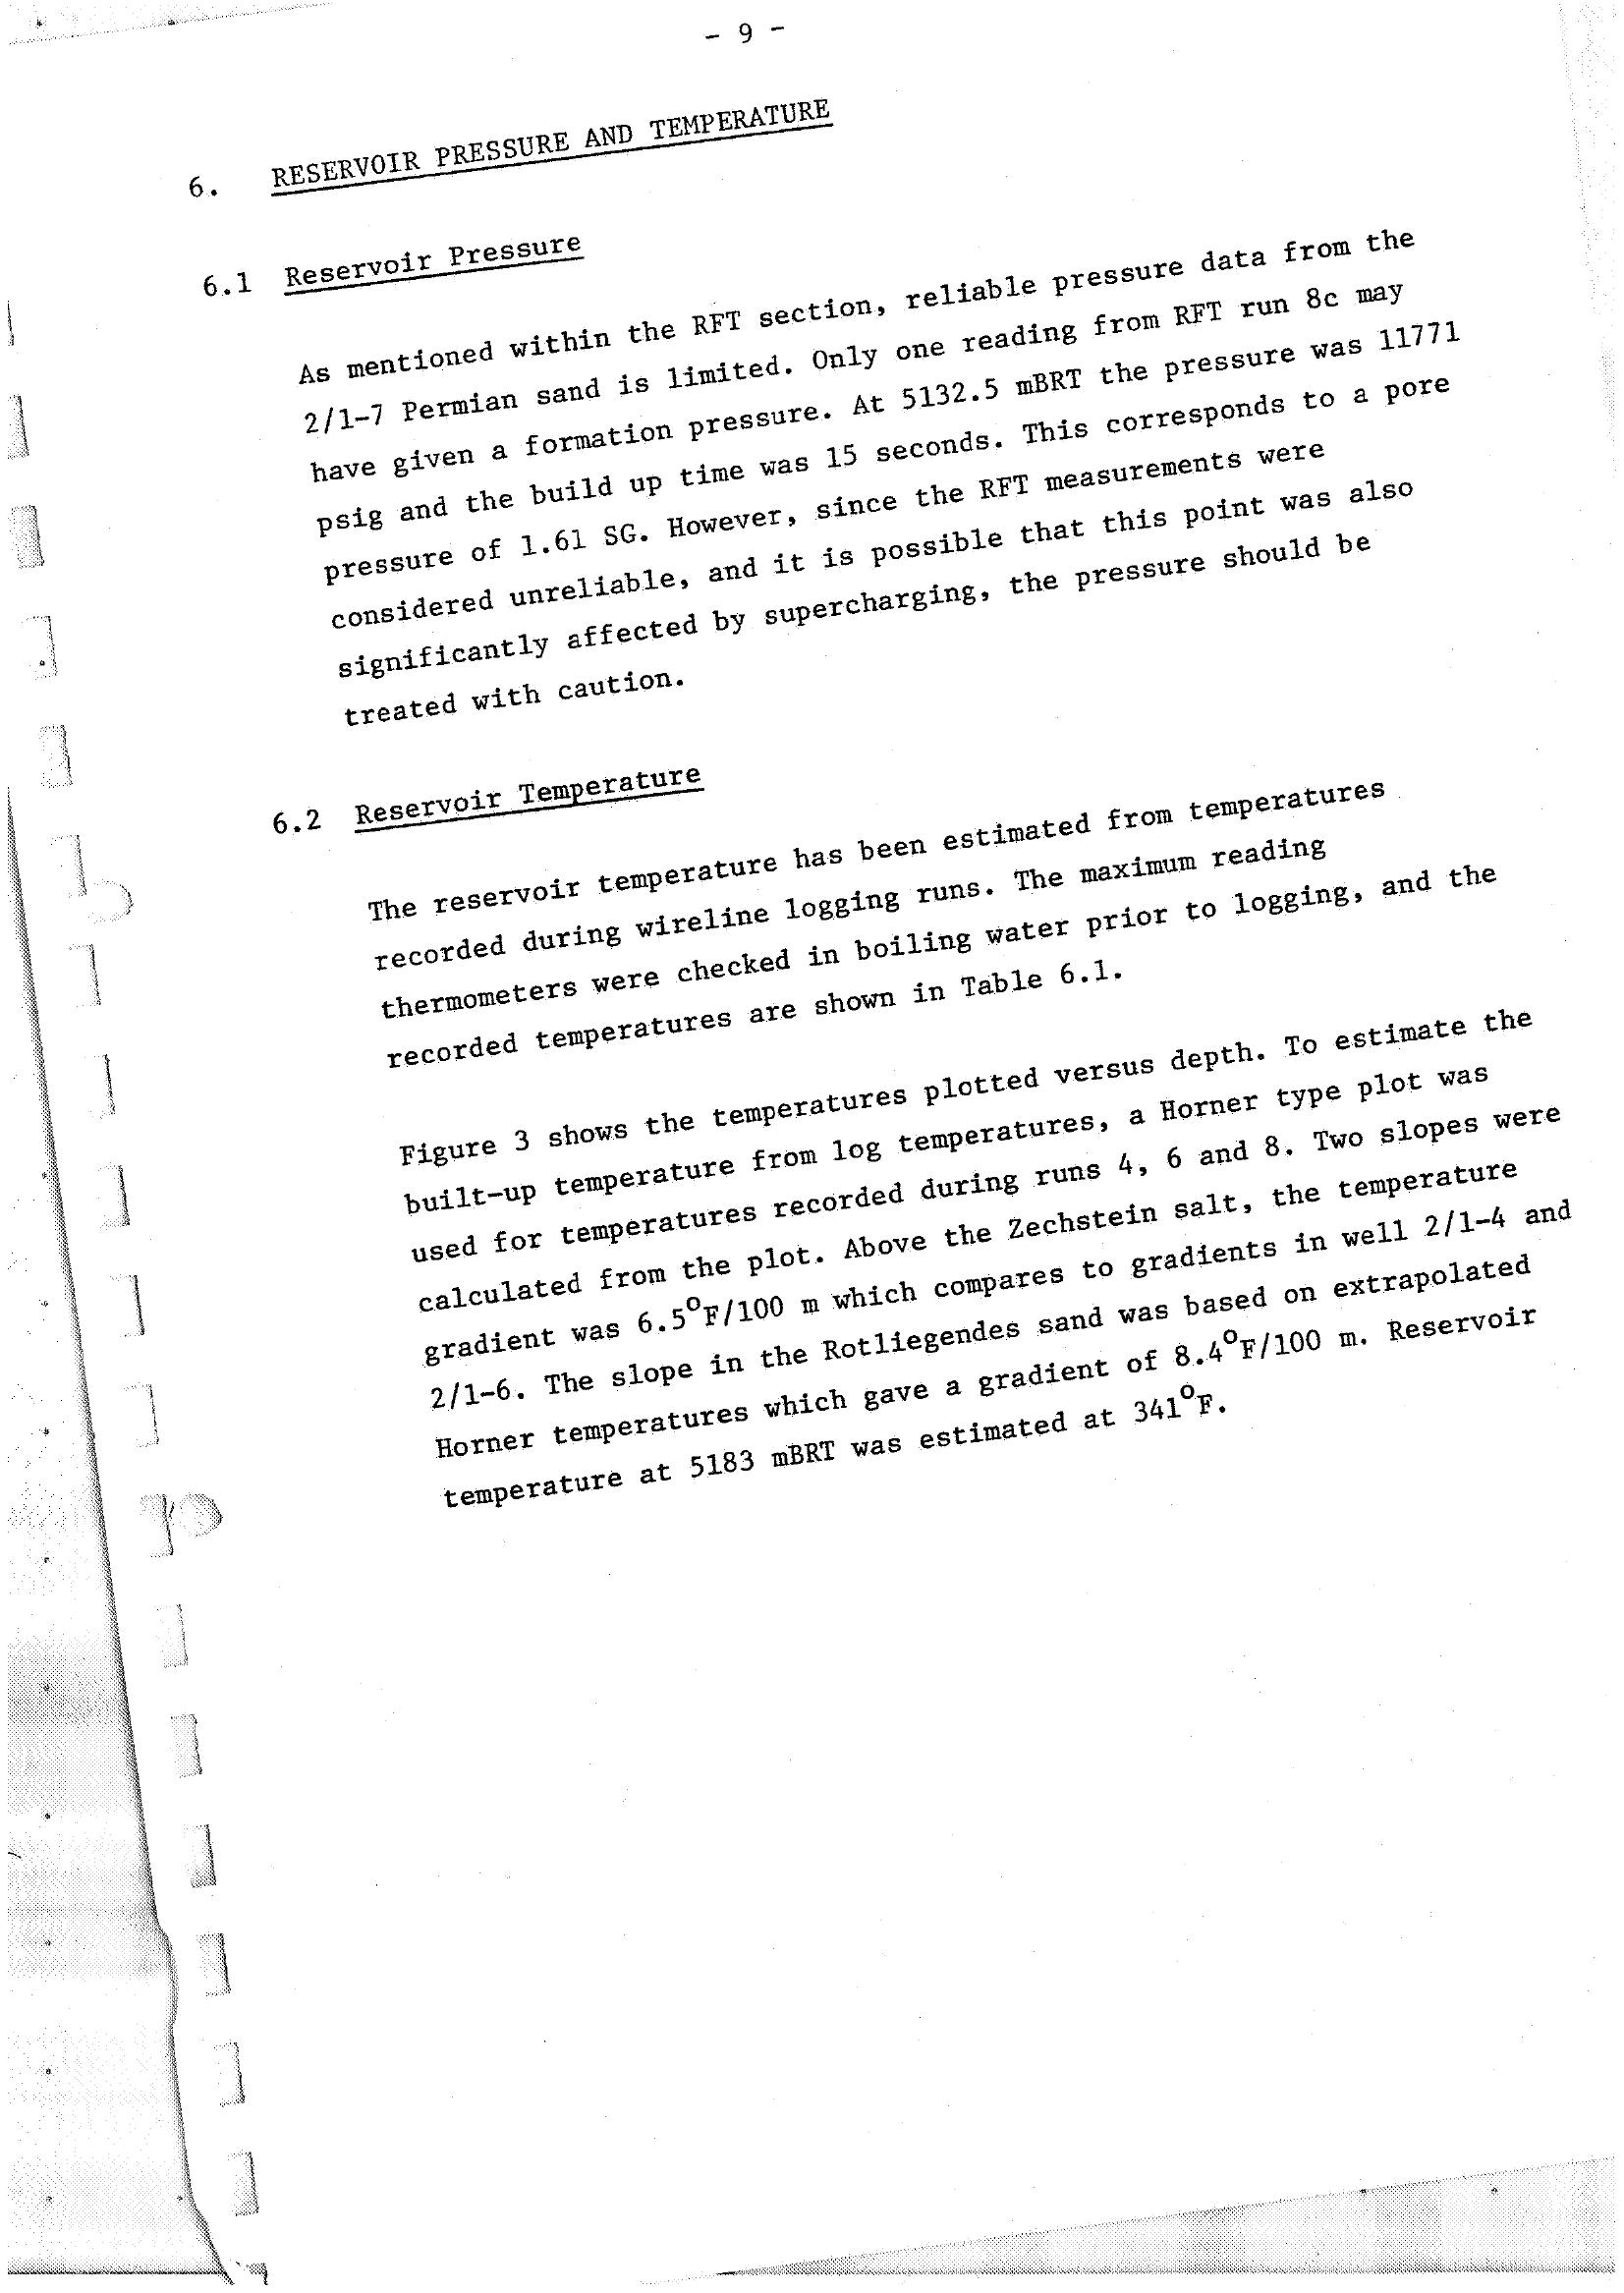 - 9 -
6. RESERVOIR PRESSURE AND TEMPERATURE
6.1 Reservoir Pressure
As mentioned within the RFT section, reliable pressure data from the
2/1-7 Permian sand is limited. Only one reading from RFT run 8c may
have given a formation pressure. At 5132.5 mBRT the pressure was 11771
psig and the build up time was 15 seconds. This corresponds to a pore
pressure of 1.61 SG. However, since the RFT measurements were
considered unreliable, and it is possible that this point was also
significantly affected by supercharging, the pressure should be
treated with caution.
6.2 Reservoir Temperature
The reservoir temperature has been estimated from temperatures
recorded during wireline logging runs. The maximum reading
thermometers were checked in boiling water prior to logging, and the
recorded temperatures are shown in Table 6.1.
Figure 3 shows the temperatures plotted versus depth. To estimate the
built-up temperature from log temperatures, a Horner type plot was
used for temperatures recorded during runs 4, 6 and 8. Two slopes were
calculated from the plot. Above the Zechstein salt, the temperature
gradient was 6.5°F/100 m which compares to gradients in well 2/1-4 and
2/1-6. The slope in the Rotliegendes sand was based on extrapolated
Horner temperatures which gave a gradient of 8.4°F/100 m. Reservoir
temperature at 5183 mBRT was estimated at 341°F.